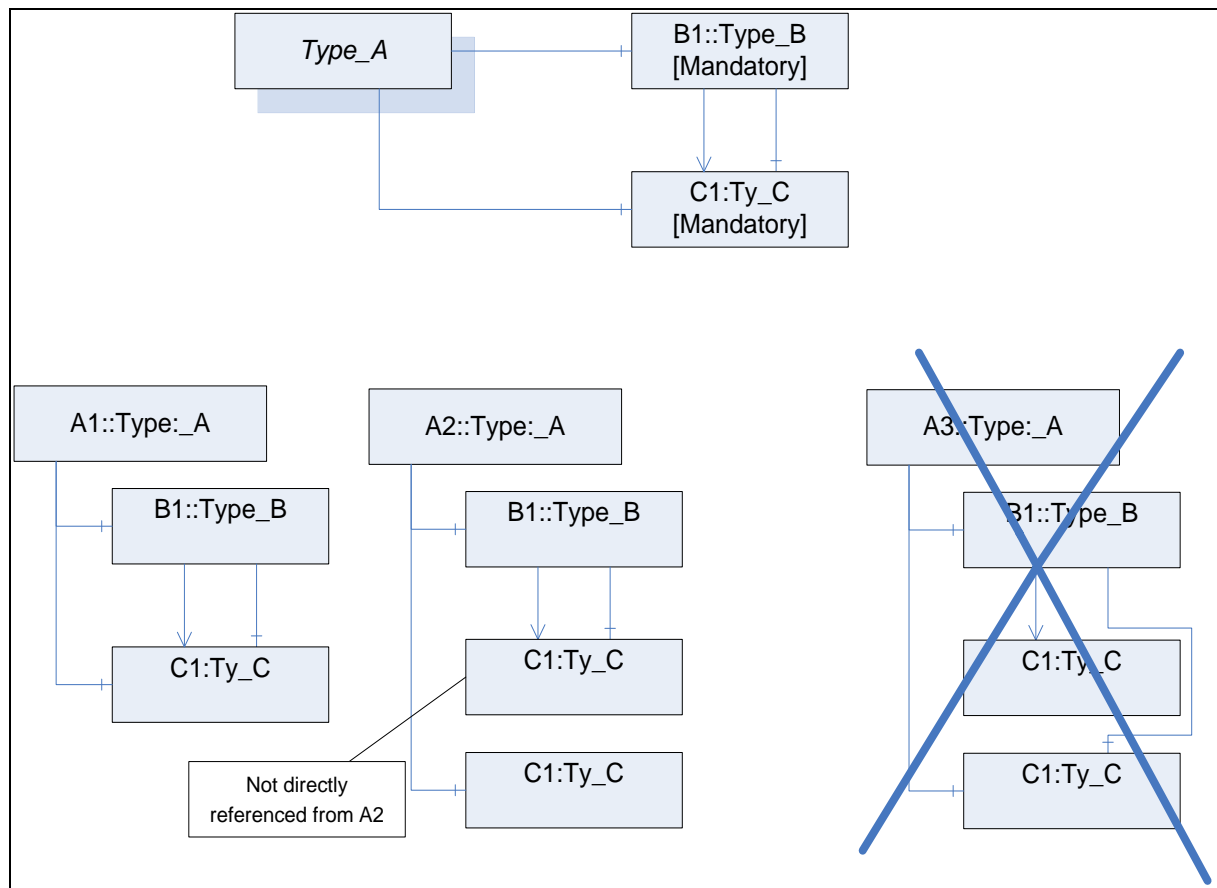 Type_A
B1::Type_B
[Mandatory]
C1:Ty_C
[Mandatory]
A1::Type:_A
B1::Type_B
C1:Ty_C
A2::Type:_A
B1::Type_B
C1:Ty_C
Not directly
referenced from A2
C1:Ty_C
A3::Type:_A
B1::Type_B
C1:Ty_C
C1:Ty_C